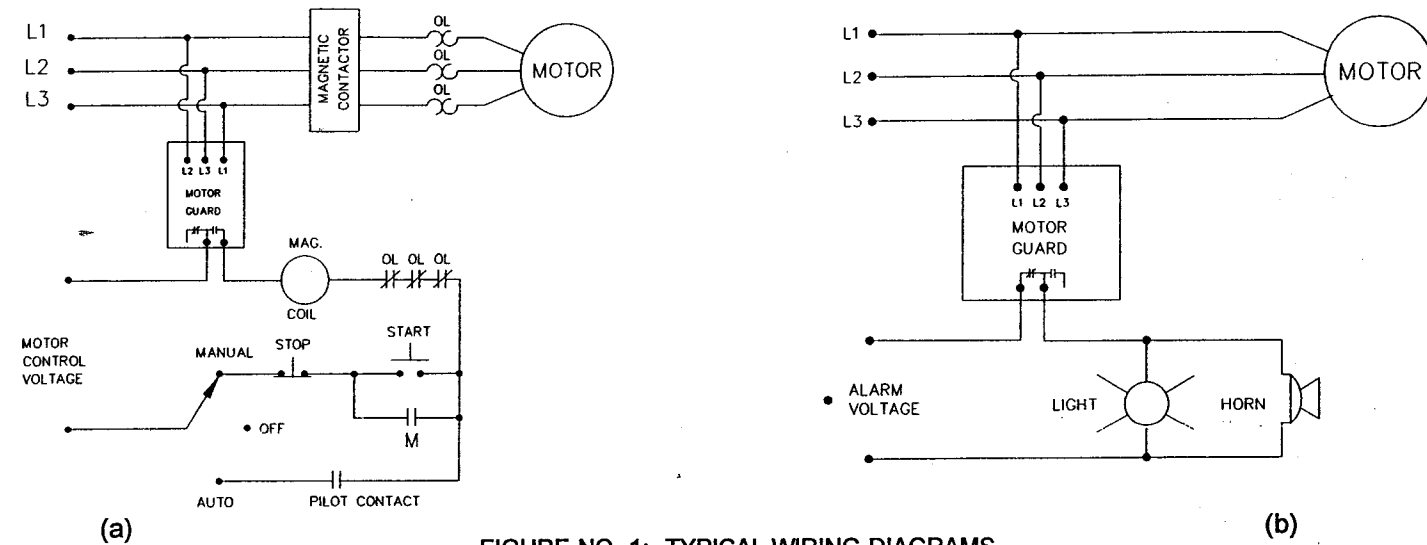 L1
L2
L3
MAGNETIC
CONTACTOR
OL
OL
OL
MOTOR
L2 L3 L1
MOTOR
GUARD
MAG.
COIL
OL OL OL
MOTOR
CONTROL
VOLTAGE
MANUAL
STOP
START
OFF
M
AUTO
PILOT CONTACT
(a)
L1
L2
L3
MOTOR
L1 L2 L3
MOTOR
GUARD
ALARM
VOLTAGE
LIGHT
HORN
(b)
FIGURE NO. 1: TYPICAL WIRING DIAGRAMS